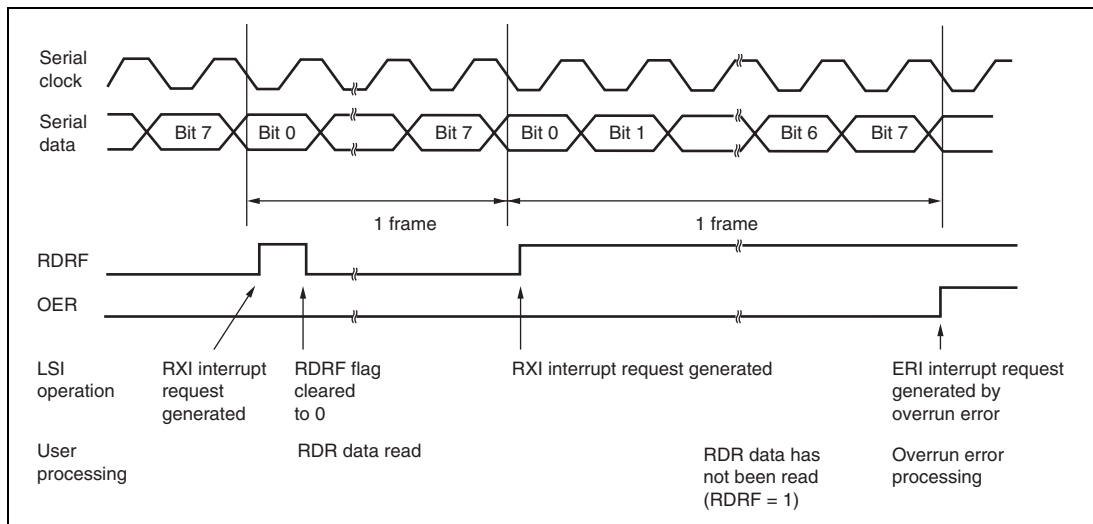 Serial
clock
Serial
data
Bit 7
Bit 0
Bit 7
Bit 0
Bit 1
Bit 6
Bit 7
1 frame
1 frame
RDRF
OER
LSI
operation
RXI interrupt
request
generated
RDRF flag
cleared
to 0
RXI interrupt request generated
ERI interrupt request
generated by
overrun error
User
processing
RDR data read
RDR data has
not been read
(RDRF = 1)
Overrun error
processing